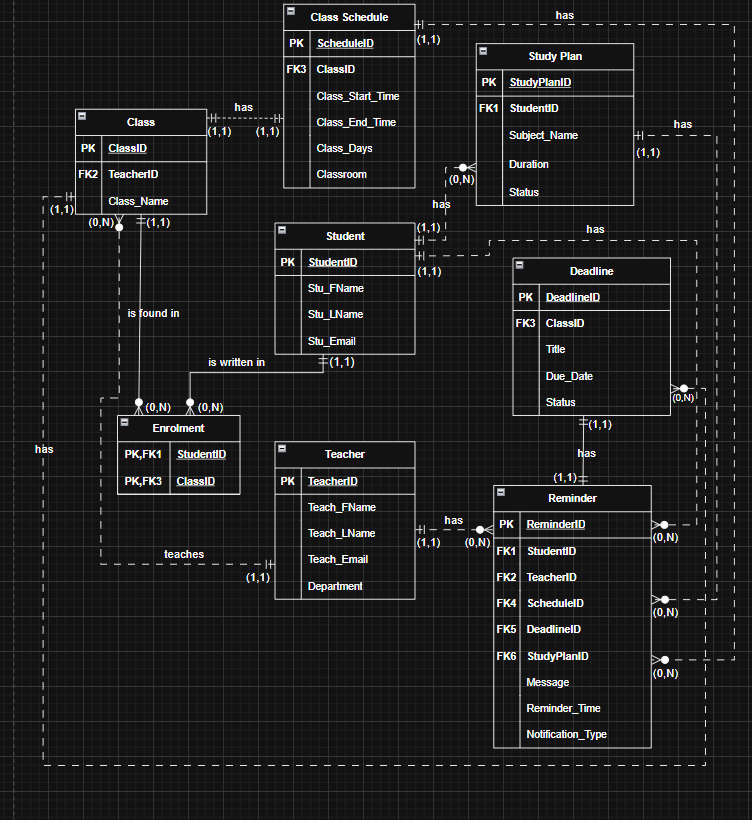 has
Class Schedule
(1,1)
PK ScheduleID
FK3 ClassID
Class_Start_Time
Class_End_Time
Class_Days
Classroom
Study Plan
PK StudyPlanID
FK1 StudentID
Subject_Name
Duration
Status
has
(1,1)
has
(1,1)
(1,1)
Class
PK ClassID
FK2 TeacherID
Class_Name
(1,1)
(0,N)
(1,1)
(0,N)
has
(1,1)
has
(1,1)
Student
PK StudentID
Stu_FName
Stu_LName
Stu_Email
(1,1)
Deadline
PK DeadlineID
FK3 ClassID
Title
Due_Date
Status
(0,N)
(1,1)
has
(1,1)
is found in
is written in
(0,N)
(0,N)
Enrolment
PK,FK1 StudentID
PK,FK3 ClassID
has
Teacher
PK TeacherID
Teach_FName
Teach_LName
Teach_Email
Department
teaches
(1,1)
has
(1,1)
(0,N)
Reminder
PK ReminderID
FK1 StudentID
FK2 TeacherID
FK4 ScheduleID
FK5 DeadlineID
FK6 StudyPlanID
Message
Reminder_Time
Notification_Type
(0,N)
(0,N)
(0,N)